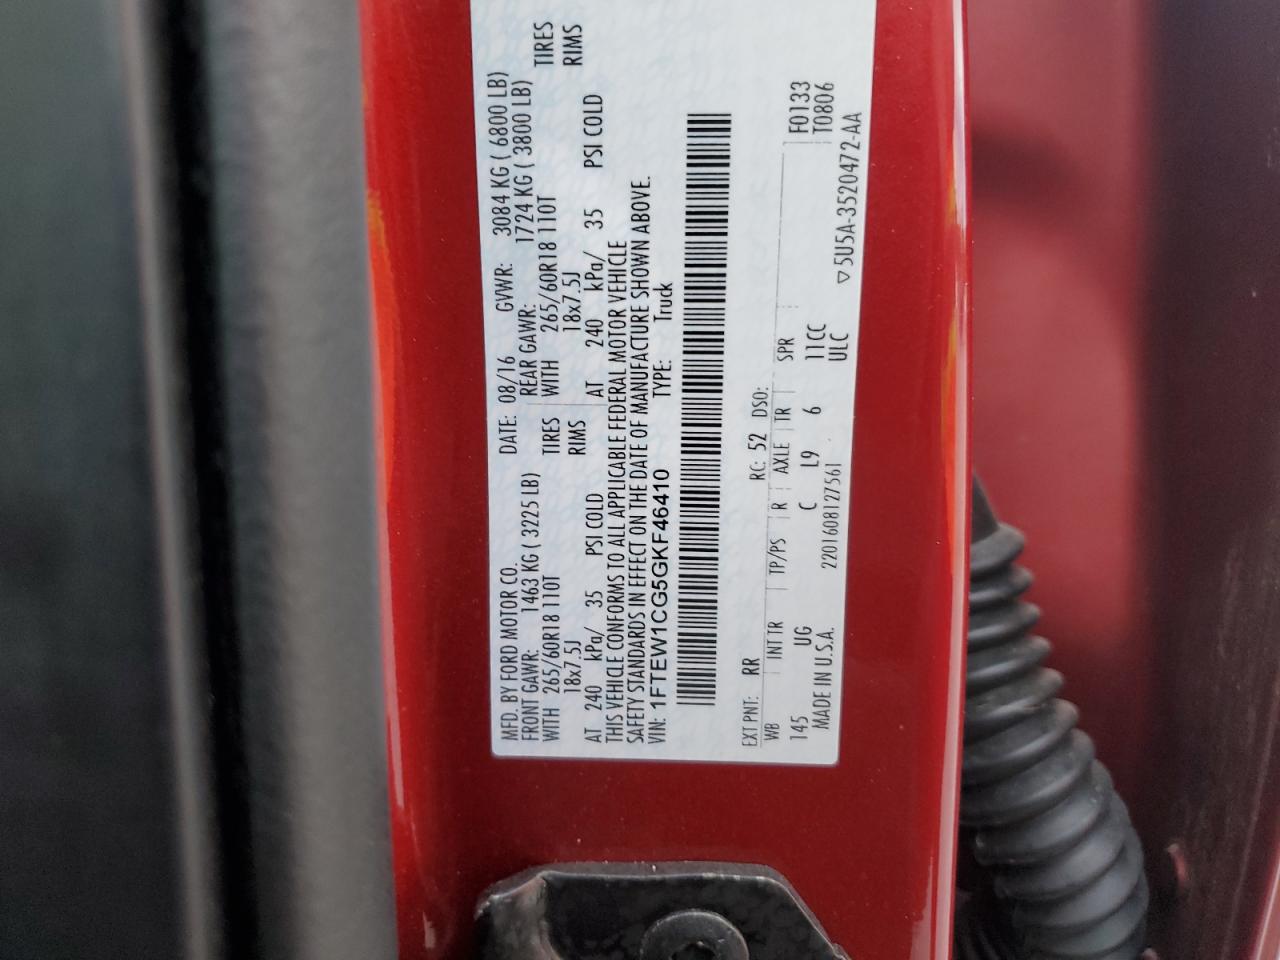 MFD. BY FORD MOTOR CO. DATE: 08/16 GVWR: 3084 KG ( 6800 LB)
FRONT GAWR: 1463 KG ( 3225 LB) REAR GAWR: 1724 KG ( 3800 LB)
WITH 265/60R18 110T TIRES WITH 265/60R18 110T TIRES
18x7.5J RIMS 18x7.5J RIMS
AT 240 kPa/ 35 PSI COLD AT 240 kPa/ 35 PSI COLD
THIS VEHICLE CONFORMS TO ALL APPLICABLE FEDERAL MOTOR VEHICLE
SAFETY STANDARDS IN EFFECT ON THE DATE OF MANUFACTURE SHOWN ABOVE.
VIN: 1FTEW1CG5GKF46410 TYPE: Truck
EXT PNT: RR RC: 52 DSO:
WB INT TR TP/PS R AXLE TR SPR
145 UG C L9 6 11CC F0133
ULC T0806
MADE IN U.S.A. 2201608127561 5U5A-3520472-AA